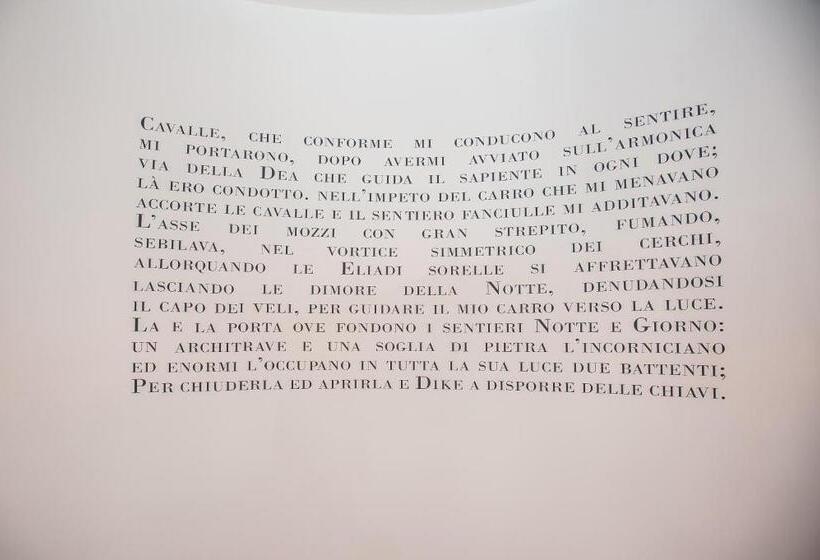 Cavalle, che conforme mi conducono al sentire,
mi portarono, dopo avermi avviato sull'armonica
via della Dea che guida il sapiente in ogni dove;
là ero condotto. nell'impeto del carro che mi menavano
accorte le cavalle e il sentiero fanciulle mi additavano.
L'asse dei mozzi con gran strepito, fumando,
sebilava, nel vortice simmetrico dei cerchi,
allorquando le Eliadi sorelle si affrettavano
lasciando le dimore della Notte, denudandosi
il capo dei veli, per guidare il mio carro verso la luce.
La e la porta ove fondono i sentieri Notte e Giorno:
un architrave e una soglia di pietra l'incorniciano
ed enormi l'occupano in tutta la sua luce due battenti;
Per chiuderla ed aprirla e Dike a disporre delle chiavi.